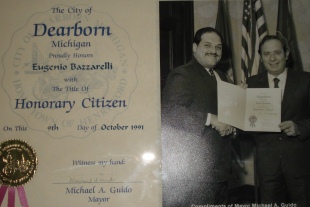 The City of
Dearborn
Michigan
Proudly Honors
Eugenio Bazzarelli
with
The Title Of
Honorary Citizen
On This 9th Day of October 1991
Witness my hand:
Michael A. Guido
Mayor
Compliments of Mayor Michael A. Guido